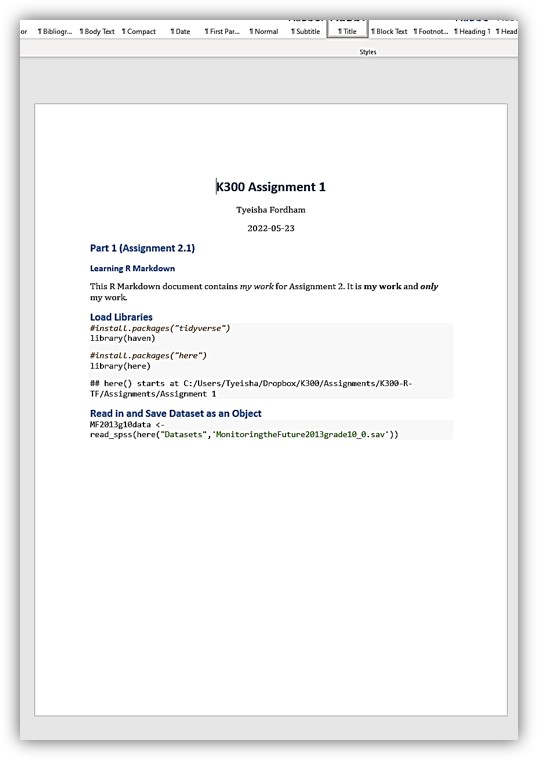 or ¶ Bibliogr... ¶ Body Text ¶ Compact ¶ Date ¶ First Par... ¶ Normal ¶ Subtitle ¶ Title ¶ Block Text ¶ Footnot... ¶ Heading 1 ¶ Head
Styles
K300 Assignment 1
Tyeisha Fordham
2022-05-23
Part 1 (Assignment 2.1)
Learning R Markdown
This R Markdown document contains my work for Assignment 2. It is my work and only
my work.
Load Libraries
#install.packages("tidyverse")
library(haven)
#install.packages("here")
library(here)
## here() starts at C:/Users/Tyeisha/Dropbox/K300/Assignments/K300-R-
TF/Assignments/Assignment 1
Read in and Save Dataset as an Object
MF2013g10data <-
read_spss(here("Datasets",'MonitoringtheFuture2013grade10_0.sav'))